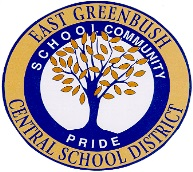 EAST GREENBUSH
SCHOOL COMMUNITY
PRIDE
CENTRAL SCHOOL DISTRICT